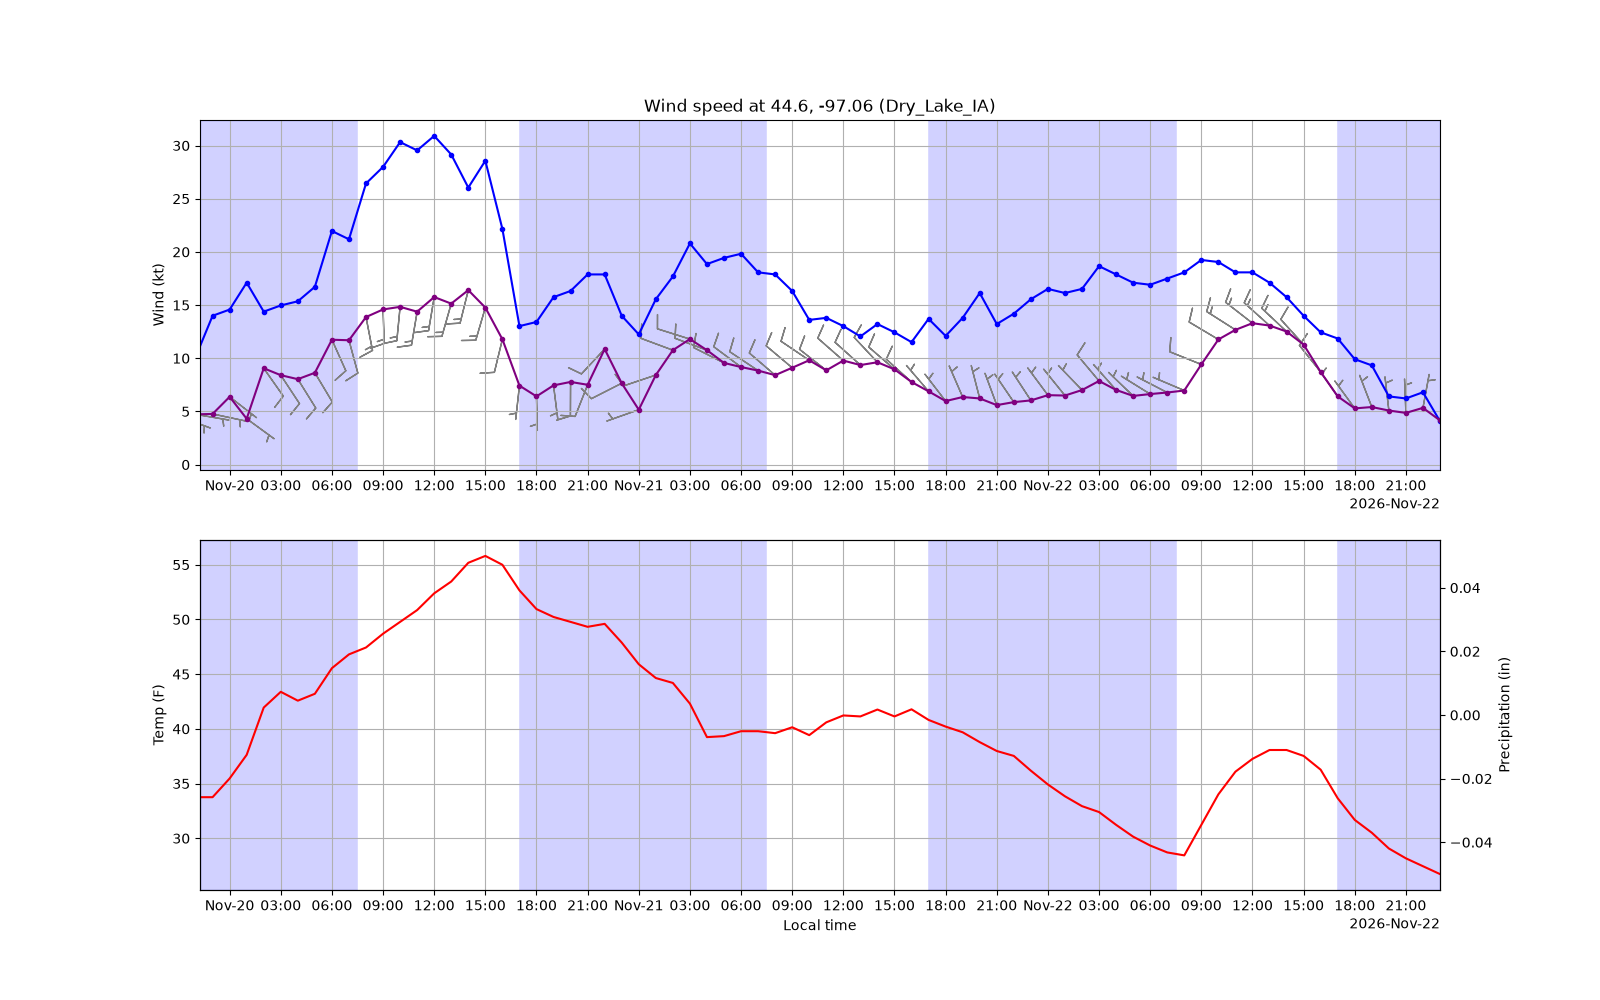 Wind speed at 44.6, -97.06 (Dry_Lake_IA)
Wind (kt)
30
25
20
15
10
5
0
Nov-20 03:00 06:00 09:00 12:00 15:00 18:00 21:00 Nov-21 03:00 06:00 09:00 12:00 15:00 18:00 21:00 Nov-22 03:00 06:00 09:00 12:00 15:00 18:00 21:00
2026-Nov-22
Temp (F)
55
50
45
40
35
30
0.04
0.02
0.00
−0.02
−0.04
Precipitation (in)
Nov-20 03:00 06:00 09:00 12:00 15:00 18:00 21:00 Nov-21 03:00 06:00 09:00 12:00 15:00 18:00 21:00 Nov-22 03:00 06:00 09:00 12:00 15:00 18:00 21:00
Local time
2026-Nov-22